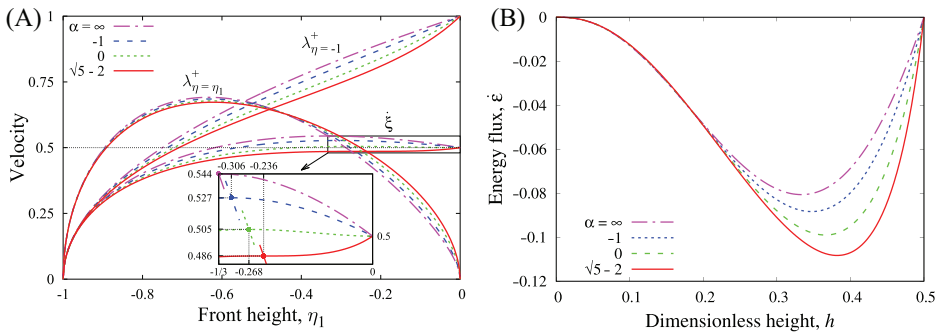 (A)
1
0.75
0.5
0.25
0
Velocity
α = ∞
-1
0
√5 - 2
λ⁺η = -1
λ⁺η = η₁
ξ̇
-0.306 -0.236
0.544
0.527
0.505
0.486
0.5
-1/3 -0.268 0
-1 -0.8 -0.6 -0.4 -0.2 0
Front height, η₁
(B)
0
-0.02
-0.04
-0.06
-0.08
-0.10
-0.12
Energy flux, ε̇
ε̇
α = ∞
-1
0
√5 - 2
0 0.1 0.2 0.3 0.4 0.5
Dimensionless height, h